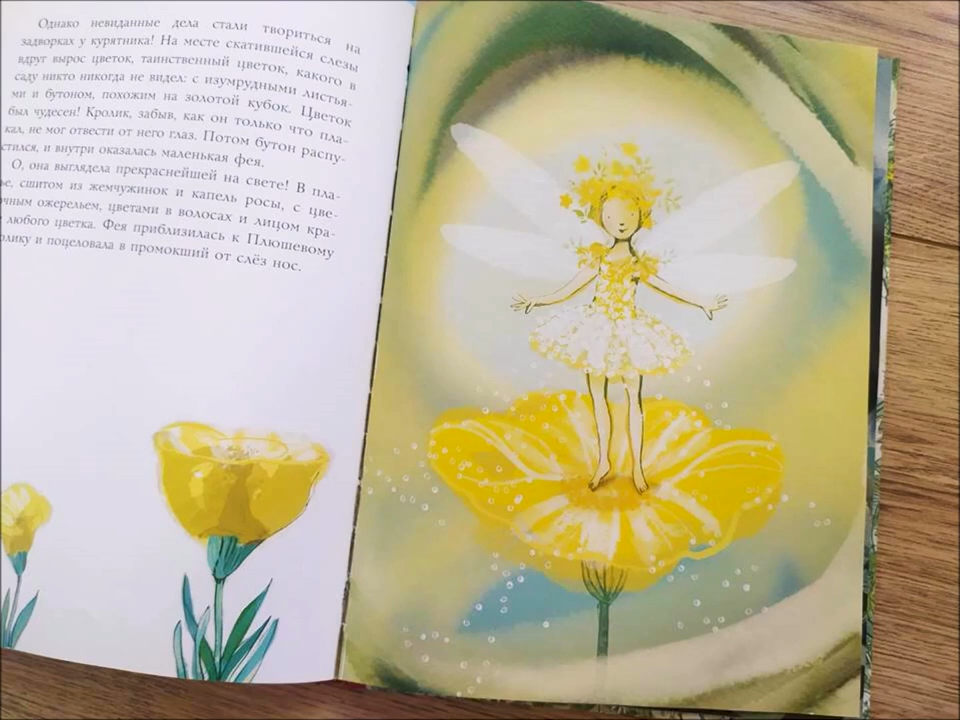 Однако невиданные дела стали твориться на
задворках у курятника! На месте скатившейся слезы
вдруг вырос цветок, таинственный цветок, какого в
саду никто никогда не видел: с изумрудными листья-
ми и бутоном, похожим на золотой кубок. Цветок
был чудесен! Кролик, забыв, как он только что пла-
кал, не мог отвести от него глаз. Потом бутон распу-
стился, и внутри оказалась маленькая фея.
О, она выглядела прекраснейшей на свете! В пла-
ье, сшитом из жемчужинок и капель росы, с цве-
очным ожерельем, цветами в волосах и лицом кра-
любого цветка. Фея приблизилась к Плюшевому
олику и поцеловала в промокший от слёз нос.